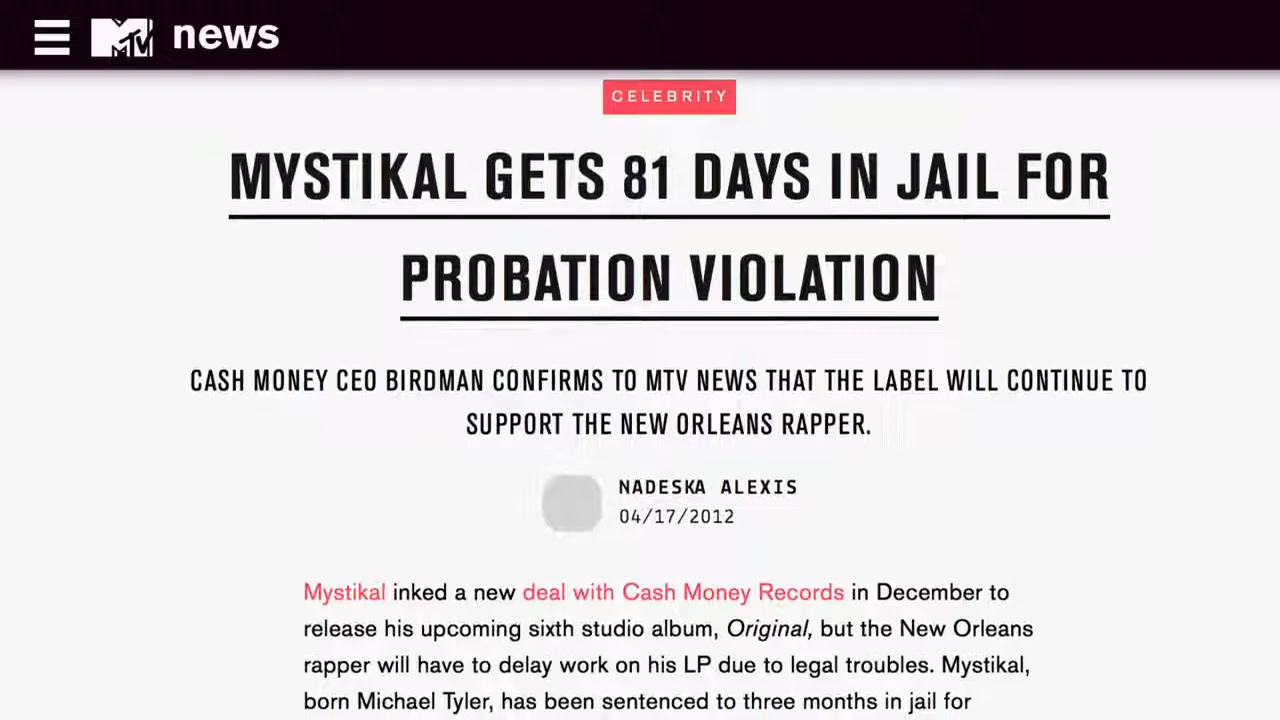 MTV news
CELEBRITY
MYSTIKAL GETS 81 DAYS IN JAIL FOR
PROBATION VIOLATION
CASH MONEY CEO BIRDMAN CONFIRMS TO MTV NEWS THAT THE LABEL WILL CONTINUE TO
SUPPORT THE NEW ORLEANS RAPPER.
NADESKA ALEXIS
04/17/2012
Mystikal inked a new deal with Cash Money Records in December to
release his upcoming sixth studio album, Original, but the New Orleans
rapper will have to delay work on his LP due to legal troubles. Mystikal,
born Michael Tyler, has been sentenced to three months in jail for